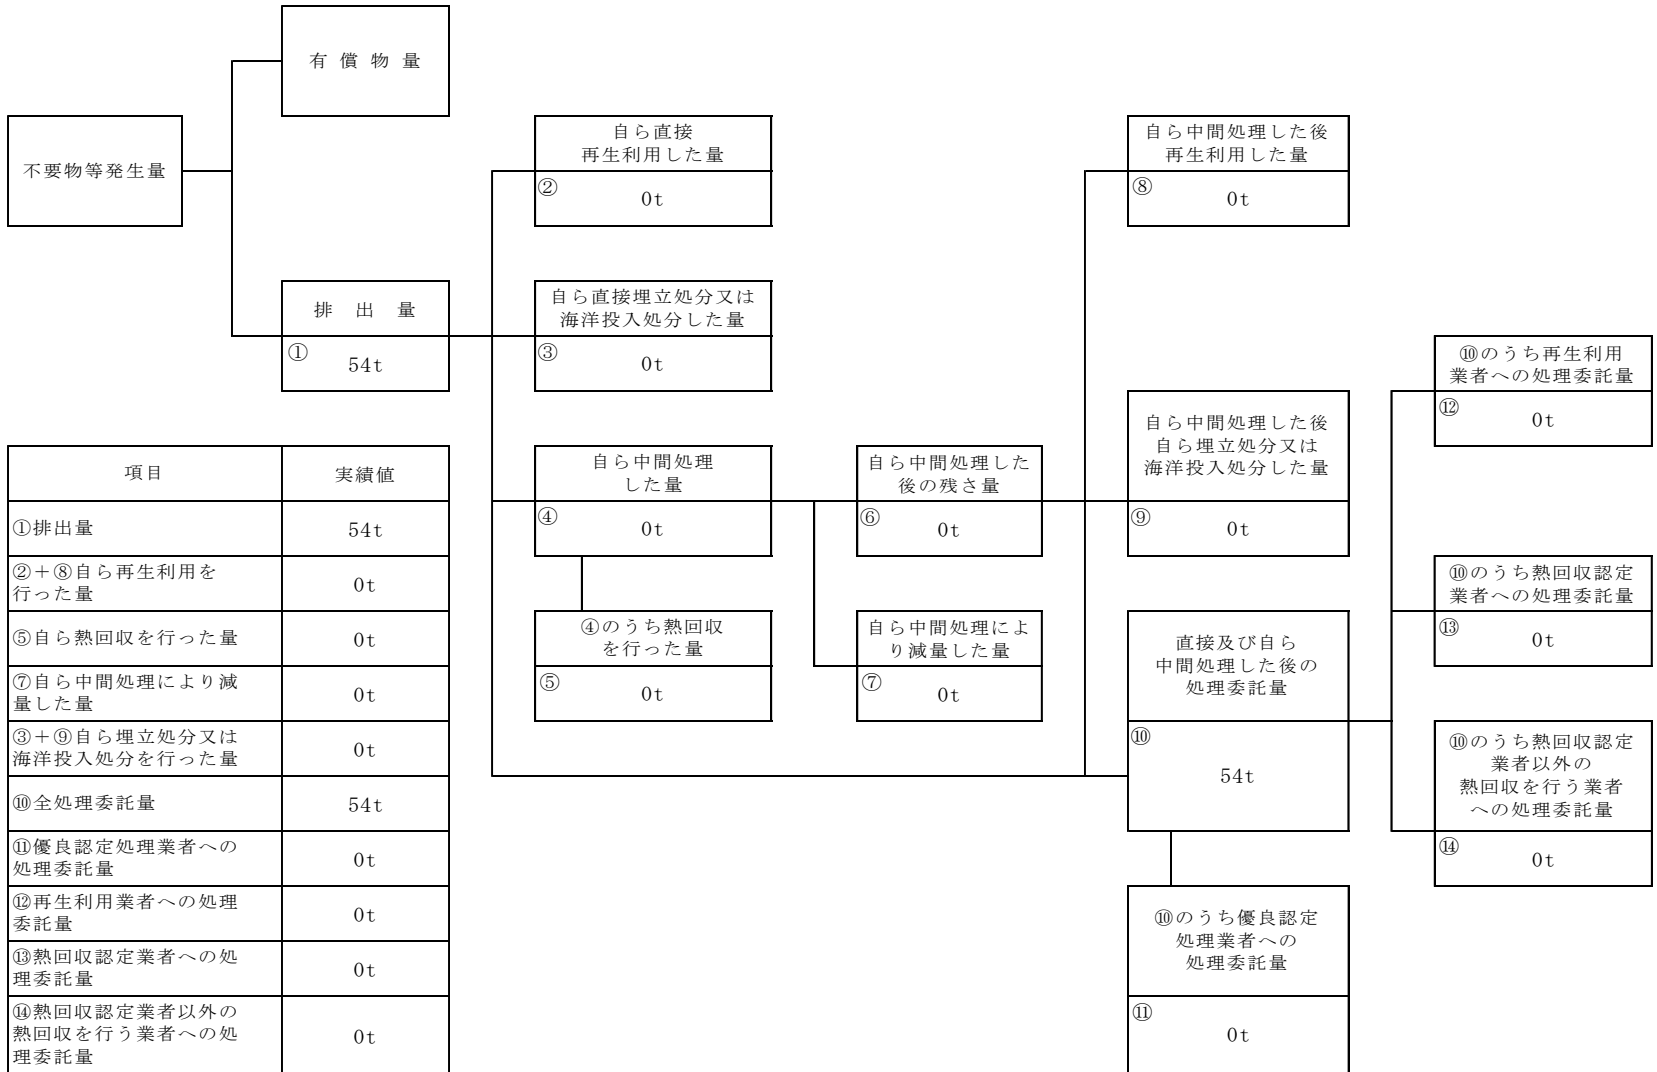 有償物量
不要物等発生量
自ら直接
再生利用した量
②
0t
自ら中間処理した後
再生利用した量
⑧
0t
排出量
①
54t
自ら直接埋立処分又は
海洋投入処分した量
③
0t
⑩のうち再生利用
業者への処理委託量
⑫
0t
自ら中間処理
した量
④
0t
自ら中間処理した
後の残さ量
⑥
0t
自ら中間処理した後
自ら埋立処分又は
海洋投入処分した量
⑨
0t
⑩のうち熱回収認定
業者への処理委託量
⑬
0t
④のうち熱回収
を行った量
⑤
0t
自ら中間処理によ
り減量した量
⑦
0t
直接及び自ら
中間処理した後の
処理委託量
⑩
54t
⑩のうち熱回収認定
業者以外の
熱回収を行う業者
への処理委託量
⑭
0t
⑩のうち優良認定
処理業者への
処理委託量
⑪
0t
項目
実績値
①排出量
54t
②+⑧自ら再生利用を
行った量
0t
⑤自ら熱回収を行った量
0t
⑦自ら中間処理により減
量した量
0t
③+⑨自ら埋立処分又は
海洋投入処分を行った量
0t
⑩全処理委託量
54t
⑪優良認定処理業者への
処理委託量
0t
⑫再生利用業者への処理
委託量
0t
⑬熱回収認定業者への処
理委託量
0t
⑭熱回収認定業者以外の
熱回収を行う業者への処
理委託量
0t